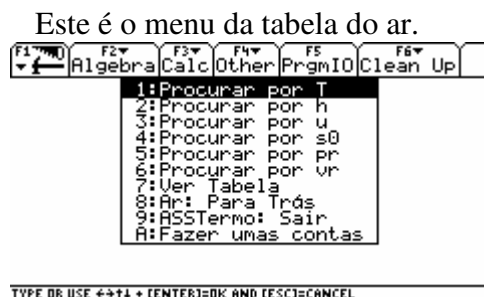 Este é o menu da tabela do ar.
F1 F2 F3 F4 F5 F6
Algebra Calc Other PrgmIO Clean Up
1:Procurar por T
2:Procurar por h
3:Procurar por u
4:Procurar por s0
5:Procurar por pr
6:Procurar por vr
7:Ver Tabela
8:Ar: Para Trás
9:ASSTermo: Sair
A:Fazer umas contas
TYPE OR USE ←→↑↓ + [ENTER]=OK AND [ESC]=CANCEL